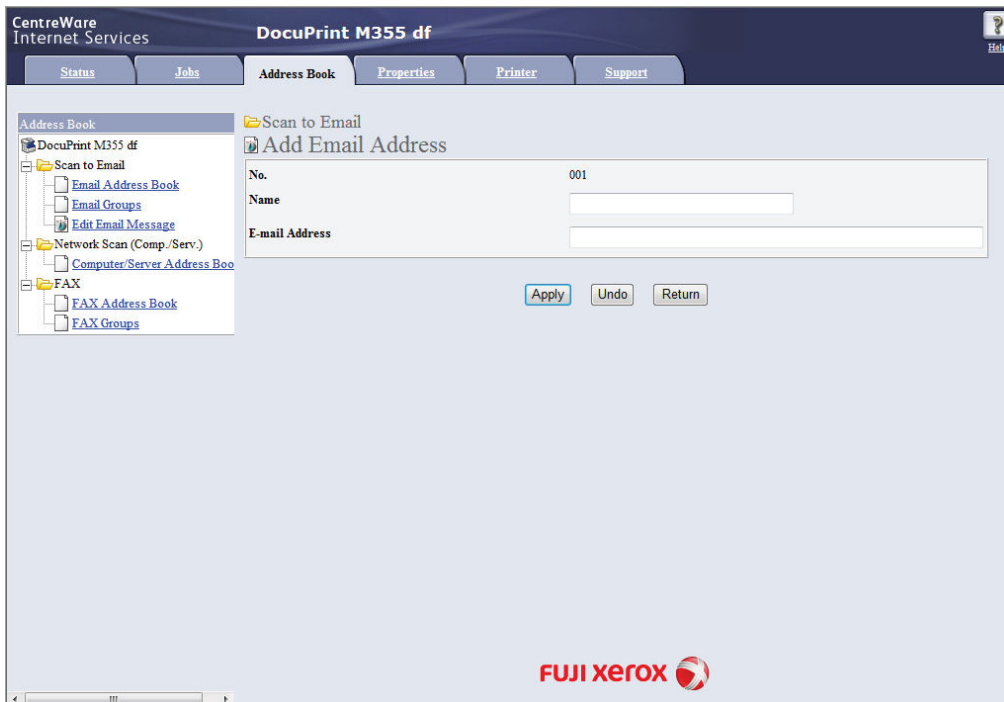 CentreWare
Internet Services
DocuPrint M355 df
Help
Status
Jobs
Address Book
Properties
Printer
Support
Address Book
DocuPrint M355 df
Scan to Email
Email Address Book
Email Groups
Edit Email Message
Network Scan (Comp./Serv.)
Computer/Server Address Boo
FAX
FAX Address Book
FAX Groups
Scan to Email
Add Email Address
No. 001
Name
E-mail Address
Apply Undo Return
FUJI xerox